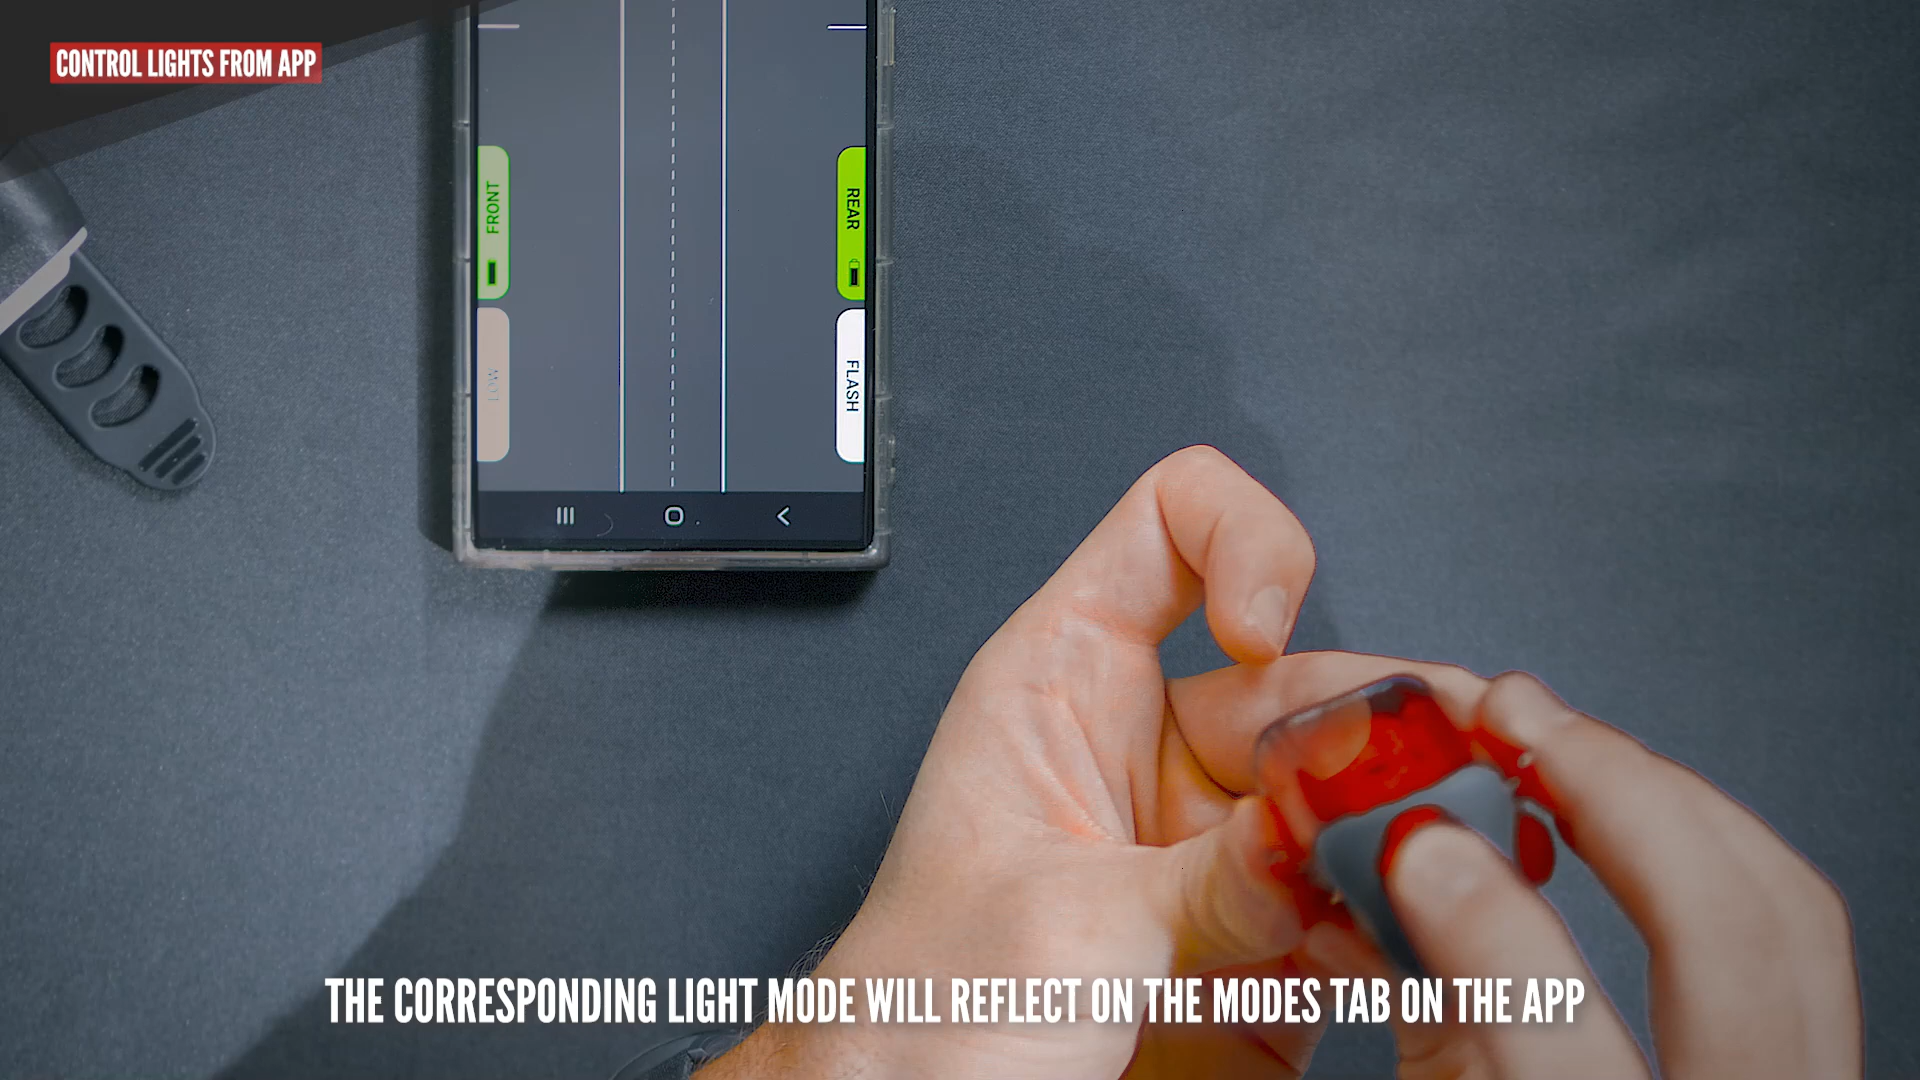 CONTROL LIGHTS FROM APP
FRONT
REAR
LOW
FLASH
THE CORRESPONDING LIGHT MODE WILL REFLECT ON THE MODES TAB ON THE APP